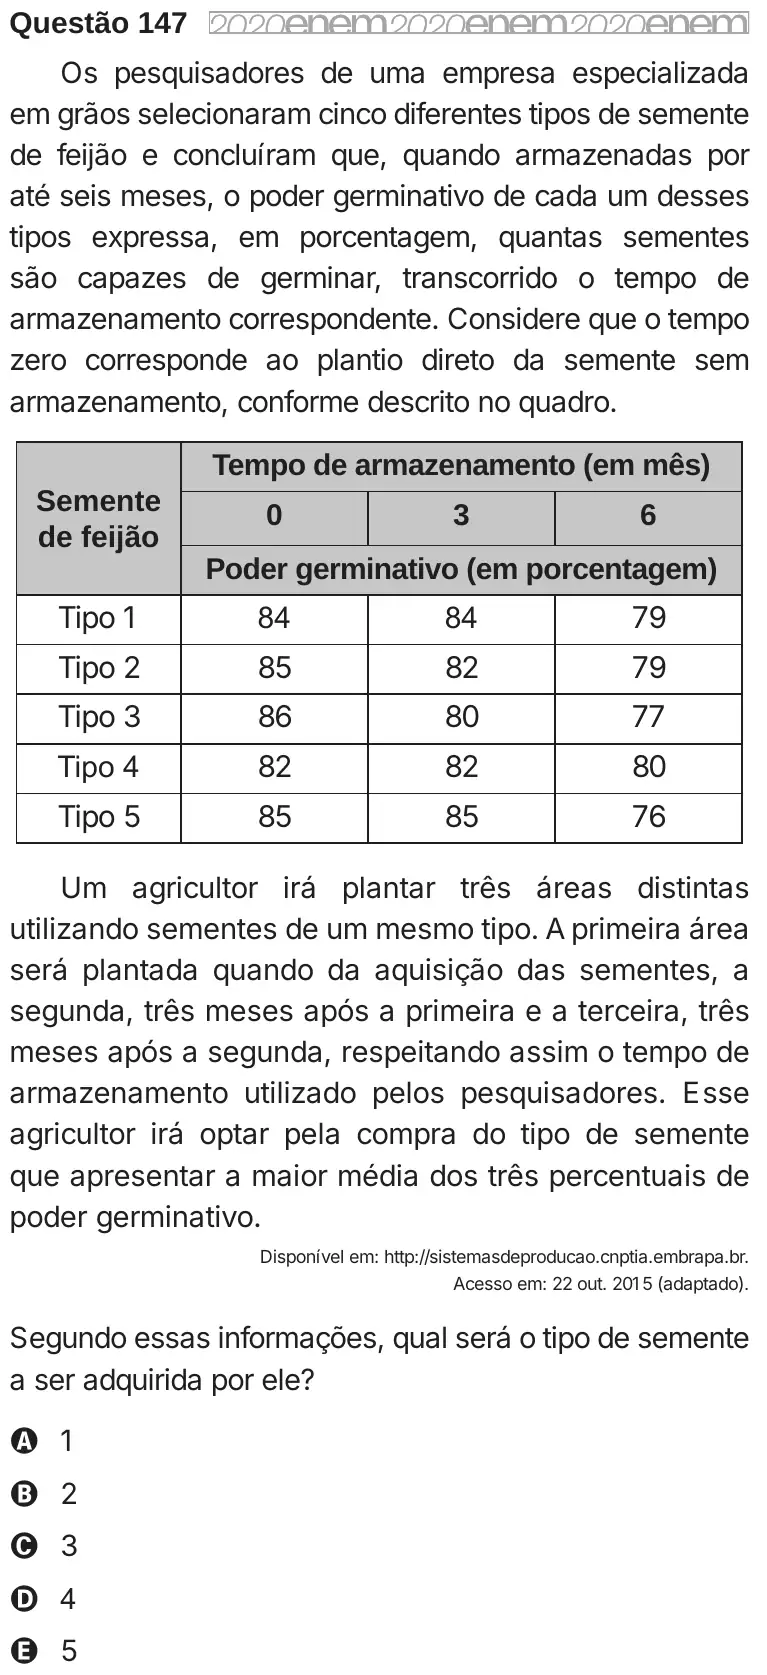 Questão 147 2020enem2020enem2020enem
Os pesquisadores de uma empresa especializada
em grãos selecionaram cinco diferentes tipos de semente
de feijão e concluíram que, quando armazenadas por
até seis meses, o poder germinativo de cada um desses
tipos expressa, em porcentagem, quantas sementes
são capazes de germinar, transcorrido o tempo de
armazenamento correspondente. Considere que o tempo
zero corresponde ao plantio direto da semente sem
armazenamento, conforme descrito no quadro.
Semente de feijão
Tempo de armazenamento (em mês)
0 3 6
Poder germinativo (em porcentagem)
Tipo 1 84 84 79
Tipo 2 85 82 79
Tipo 3 86 80 77
Tipo 4 82 82 80
Tipo 5 85 85 76
Um agricultor irá plantar três áreas distintas
utilizando sementes de um mesmo tipo. A primeira área
será plantada quando da aquisição das sementes, a
segunda, três meses após a primeira e a terceira, três
meses após a segunda, respeitando assim o tempo de
armazenamento utilizado pelos pesquisadores. Esse
agricultor irá optar pela compra do tipo de semente
que apresentar a maior média dos três percentuais de
poder germinativo.
Disponível em: http://sistemasdeproducao.cnptia.embrapa.br.
Acesso em: 22 out. 2015 (adaptado).
Segundo essas informações, qual será o tipo de semente
a ser adquirida por ele?
A 1
B 2
C 3
D 4
E 5